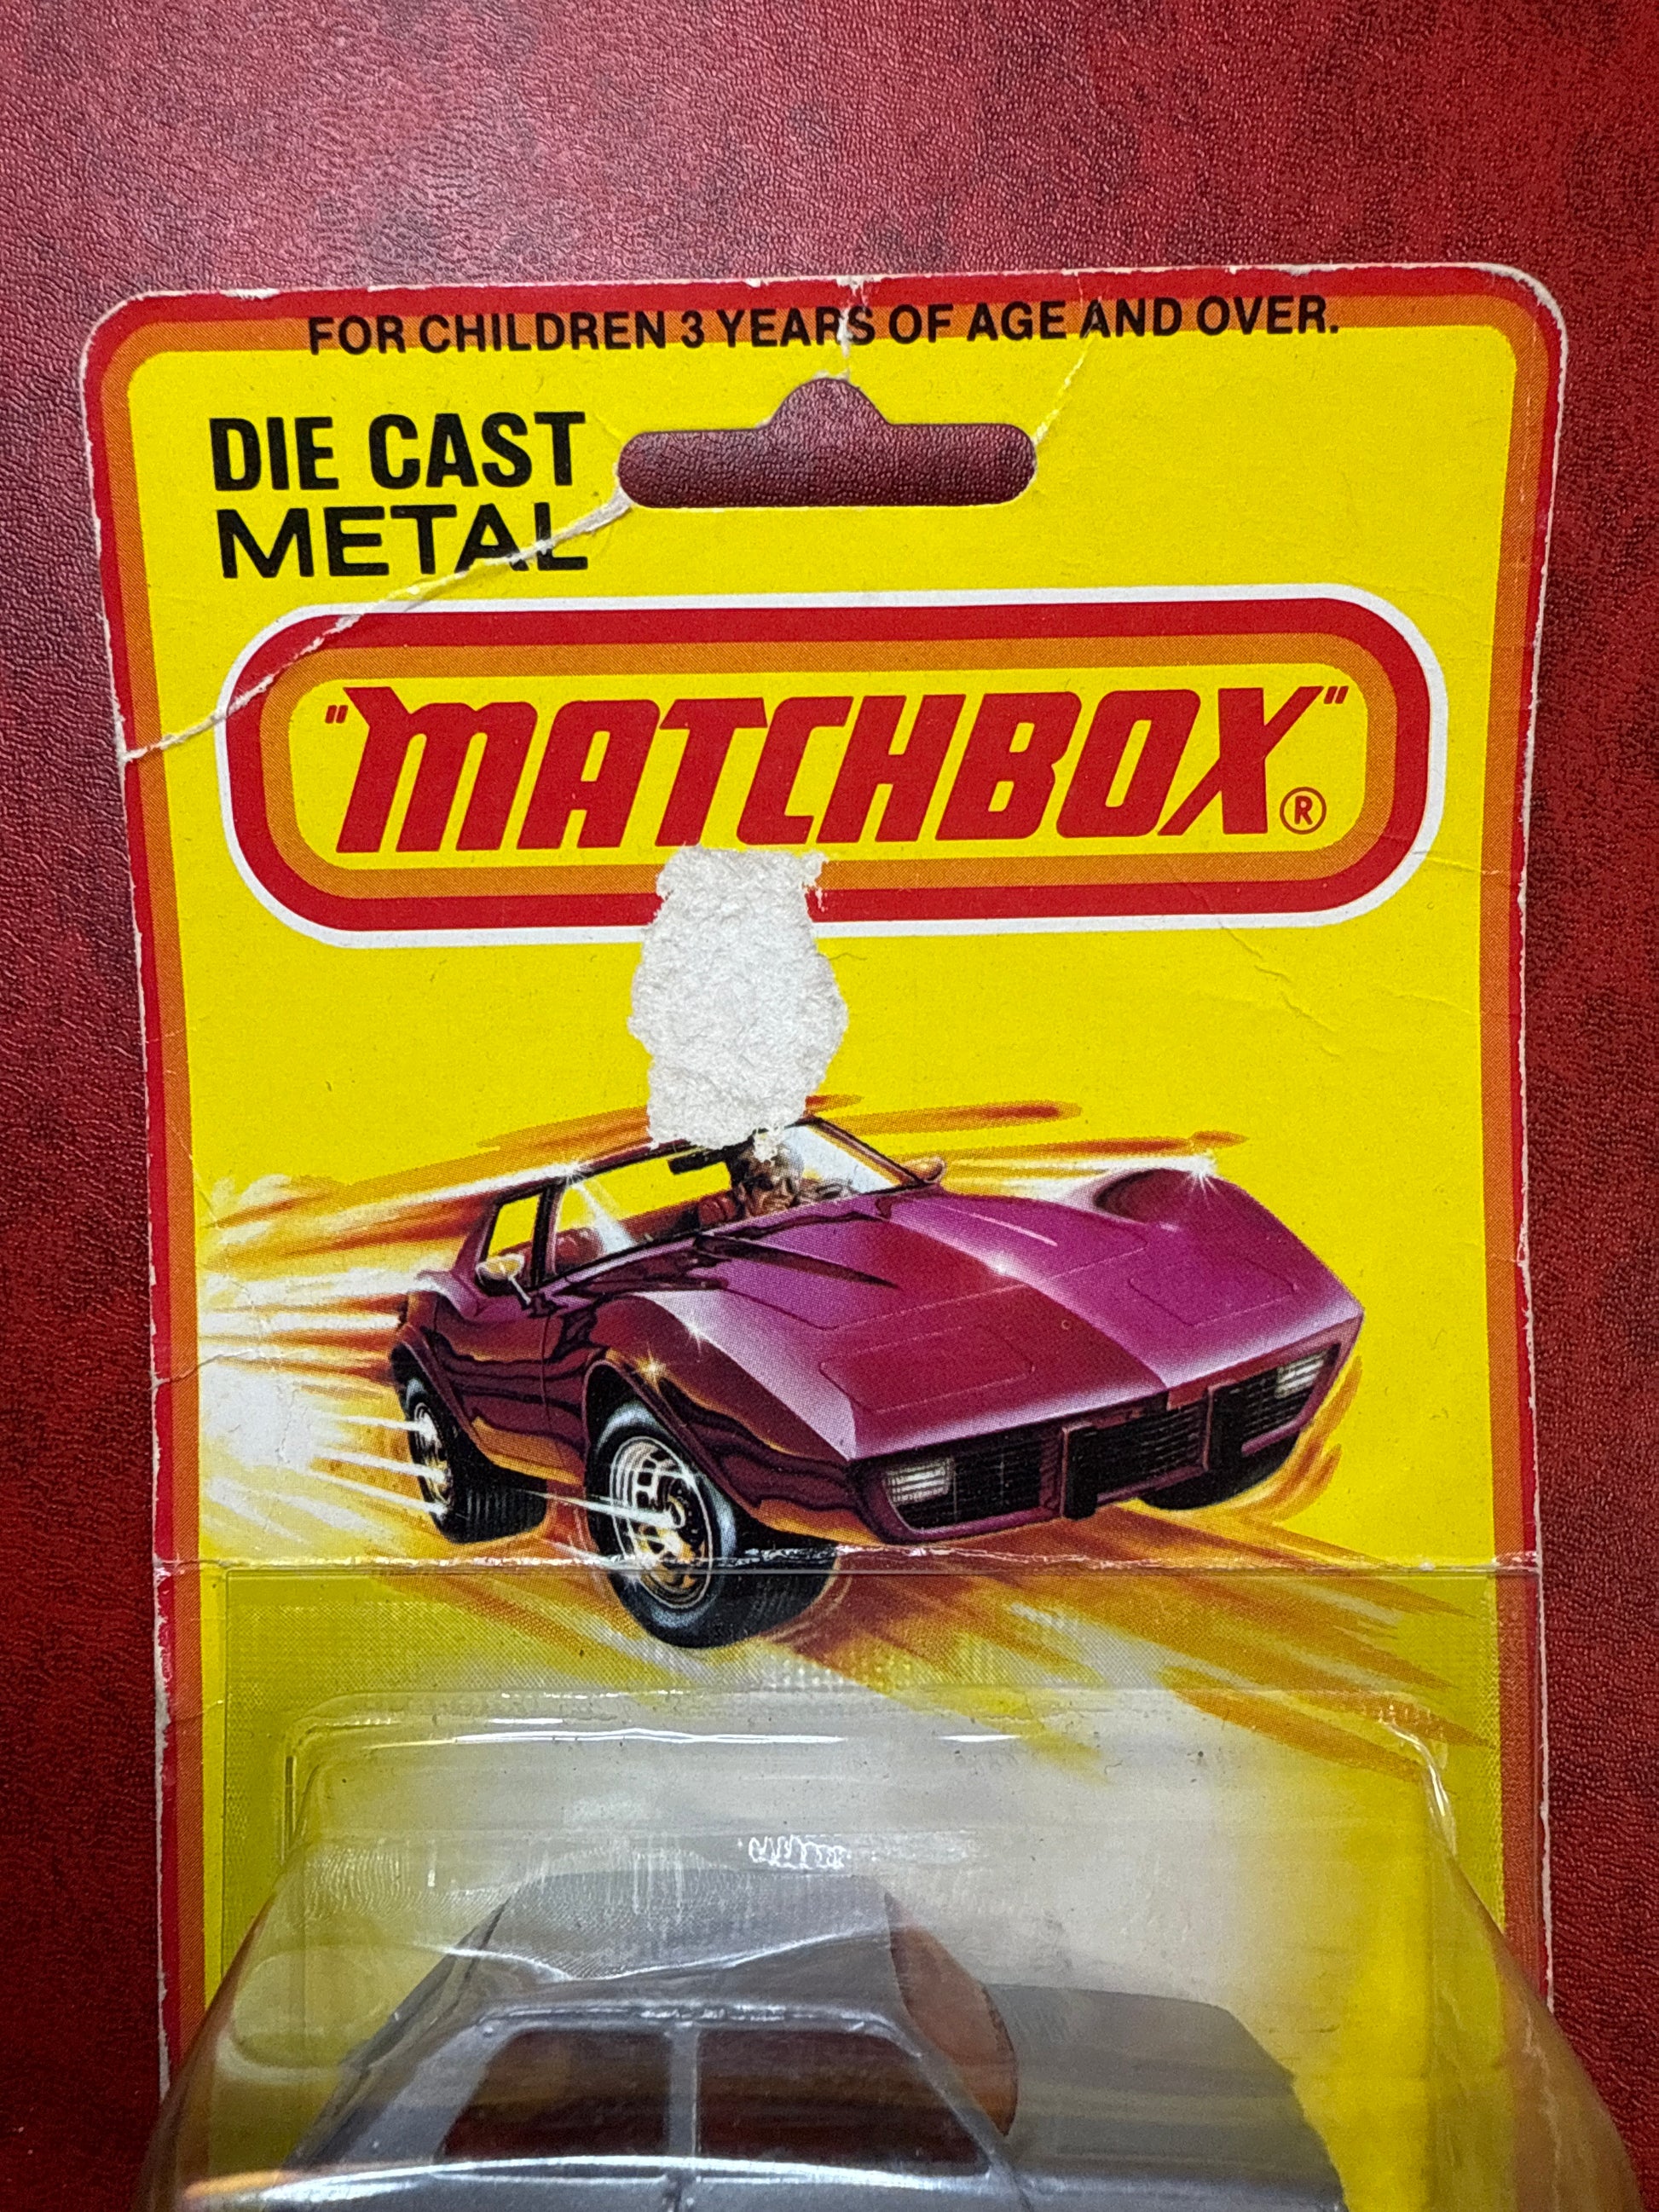 FOR CHILDREN 3 YEARS OF AGE AND OVER.
DIE CAST
METAL
"MATCHBOX"®